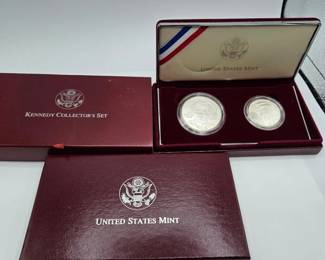 UNITED STATES MINT
KENNEDY COLLECTOR'S SET
UNITED STATES MINT